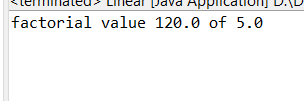 <terminated> Linear [Java Application] D:\D
factorial value 120.0 of 5.0